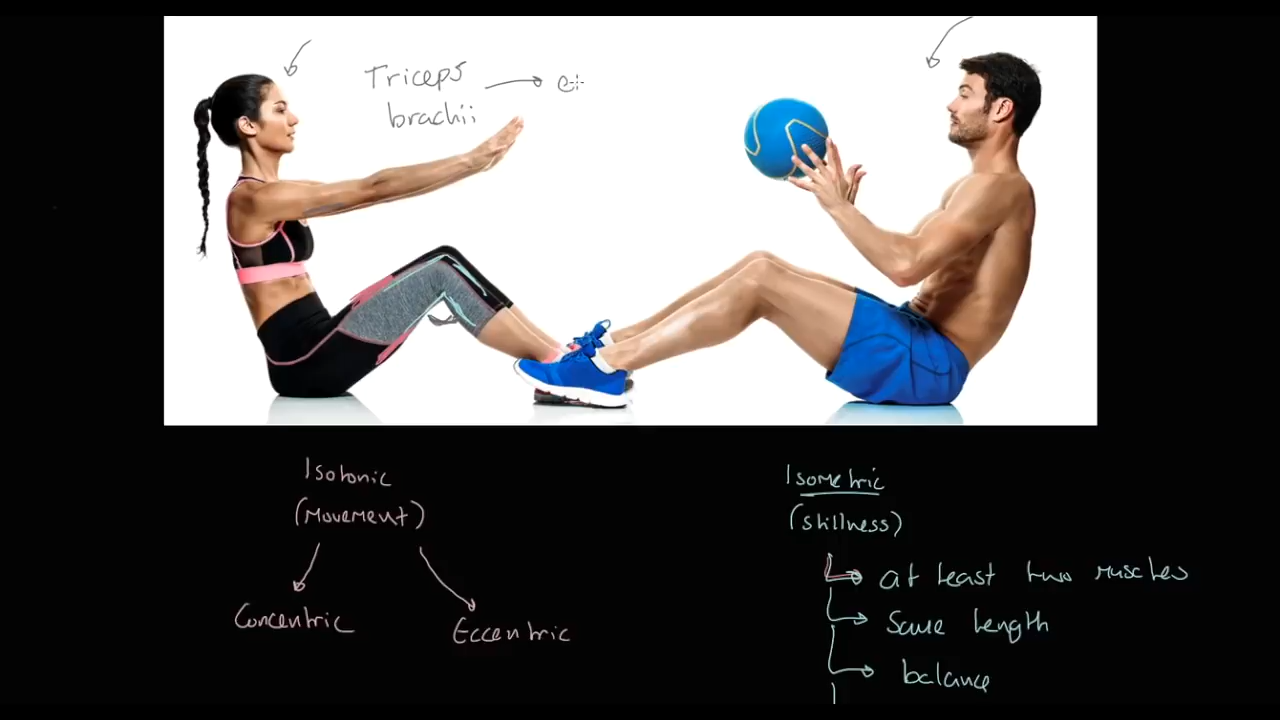 Triceps
brachii
Isotonic
(Movement)
Concentric
Eccentric
Isometric
(stillness)
at least two muscles
Same length
balance